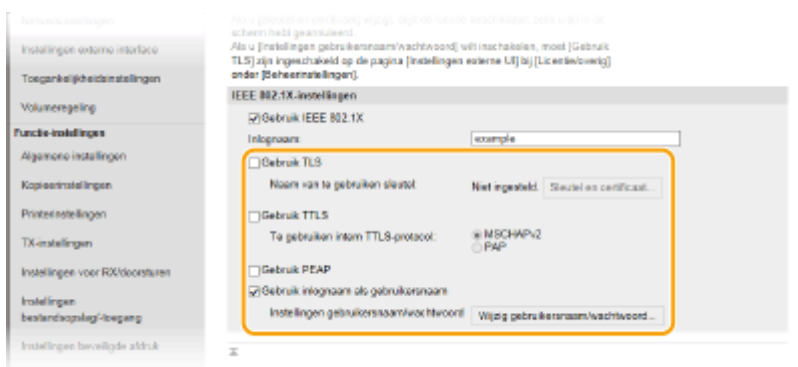 Instellingen externe interface
Toegankelijkheidsinstellingen
Volumeregeling
Functie-instellingen
Algemene instellingen
Kopieerinstellingen
Printerinstellingen
TX-instellingen
Instellingen voor RX/doorsturen
Instellingen
bestandsopslag/-toegang
Instellingen beveiligde afdruk
scherm hebt geannuleerd.
Als u [Instellingen gebruikersnaam/wachtwoord] wilt inschakelen, moet [Gebruik
TLS] zijn ingeschakeld op de pagina [Instellingen externe UI] bij [Licentie/overig]
onder [Beheerinstellingen].
IEEE 802.1X-instellingen
Gebruik IEEE 802.1X
Inlognaam: example
Gebruik TLS
Naam van te gebruiken sleutel: Niet ingesteld. Sleutel en certificaat...
Gebruik TTLS
Te gebruiken intern TTLS-protocol: MSCHAPv2
PAP
Gebruik PEAP
Gebruik inlognaam als gebruikersnaam
Instellingen gebruikersnaam/wachtwoord Wijzig gebruikersnaam/wachtwoord...